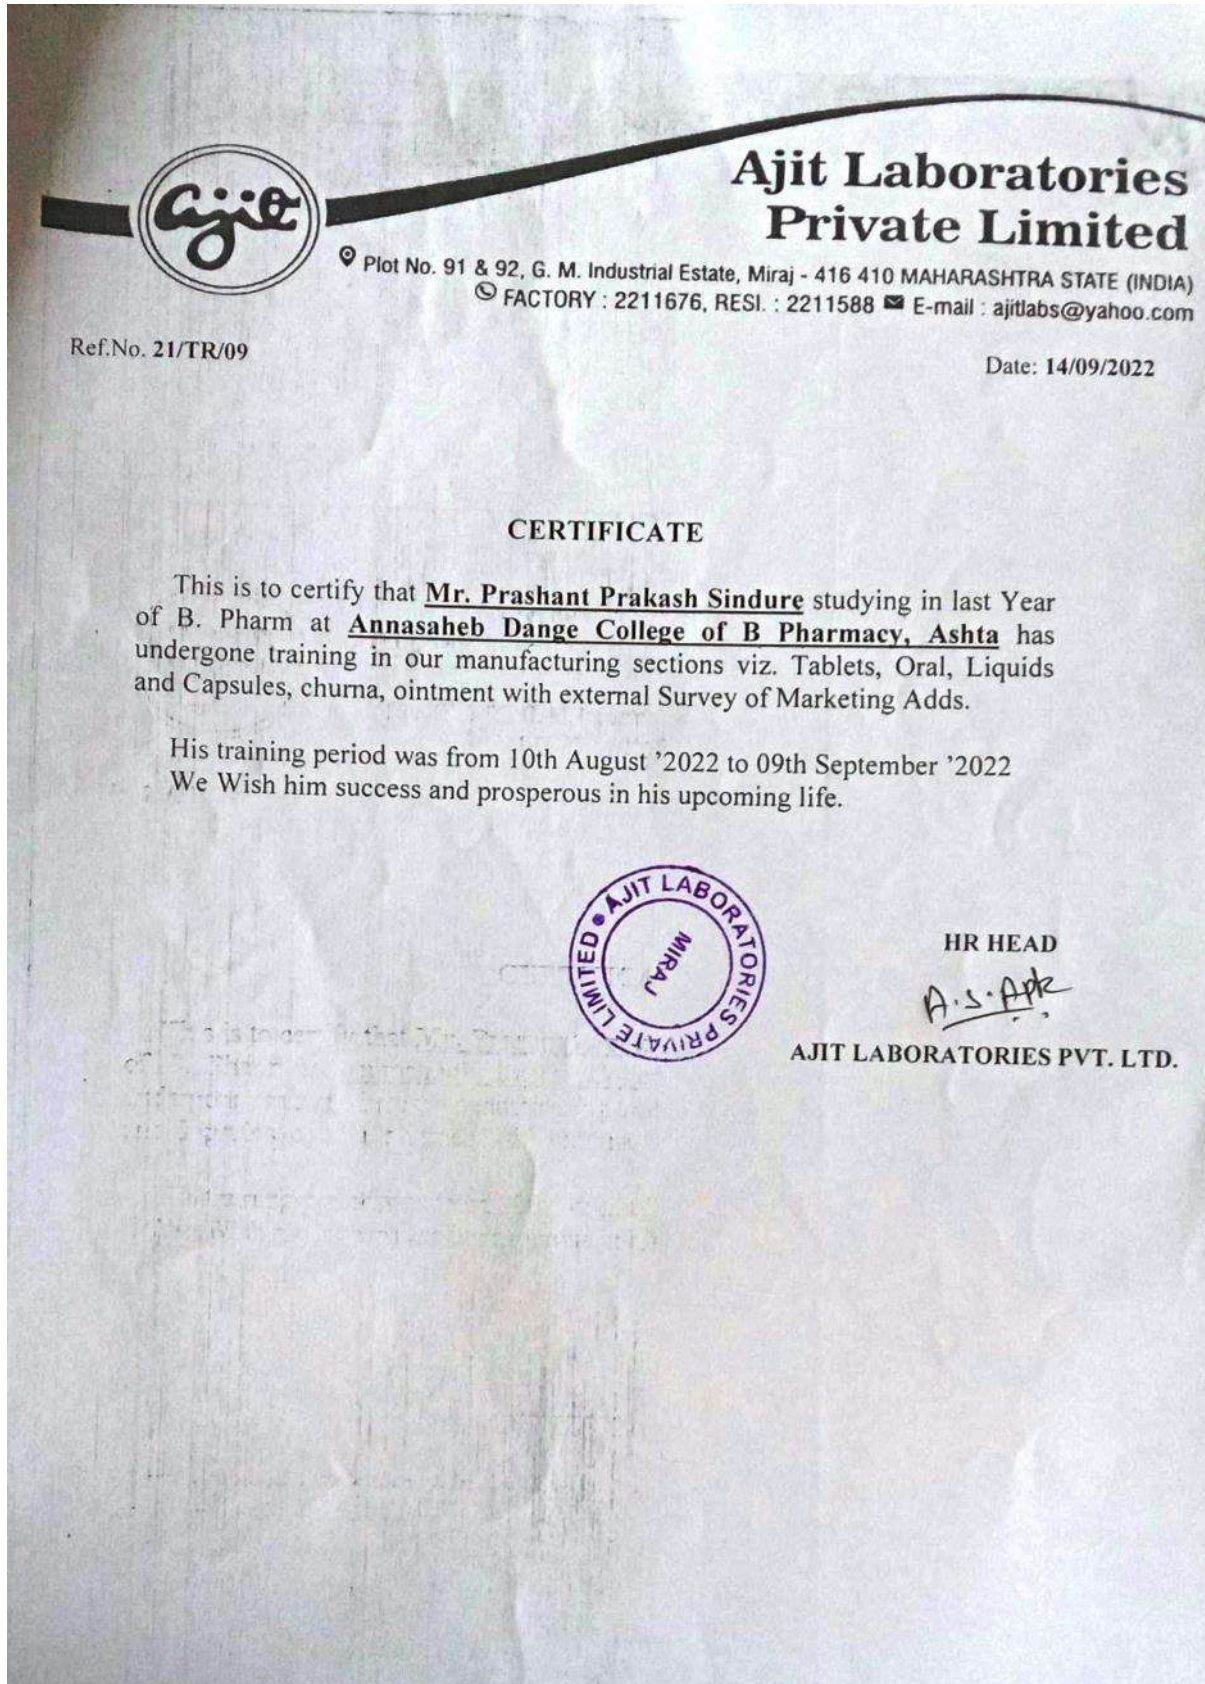 ajit
Ajit Laboratories
Private Limited
Plot No. 91 & 92, G. M. Industrial Estate, Miraj - 416 410 MAHARASHTRA STATE (INDIA)
FACTORY : 2211676, RESI. : 2211588 E-mail : ajitlabs@yahoo.com
Ref.No. 21/TR/09
Date: 14/09/2022
CERTIFICATE
This is to certify that Mr. Prashant Prakash Sindure studying in last Year
of B. Pharm at Annasaheb Dange College of B Pharmacy, Ashta has
undergone training in our manufacturing sections viz. Tablets, Oral, Liquids
and Capsules, churna, ointment with external Survey of Marketing Adds.
His training period was from 10th August ’2022 to 09th September ’2022
We Wish him success and prosperous in his upcoming life.
AJIT LABORATORIES PRIVATE LIMITED
MIRAJ
HR HEAD
AJIT LABORATORIES PVT. LTD.